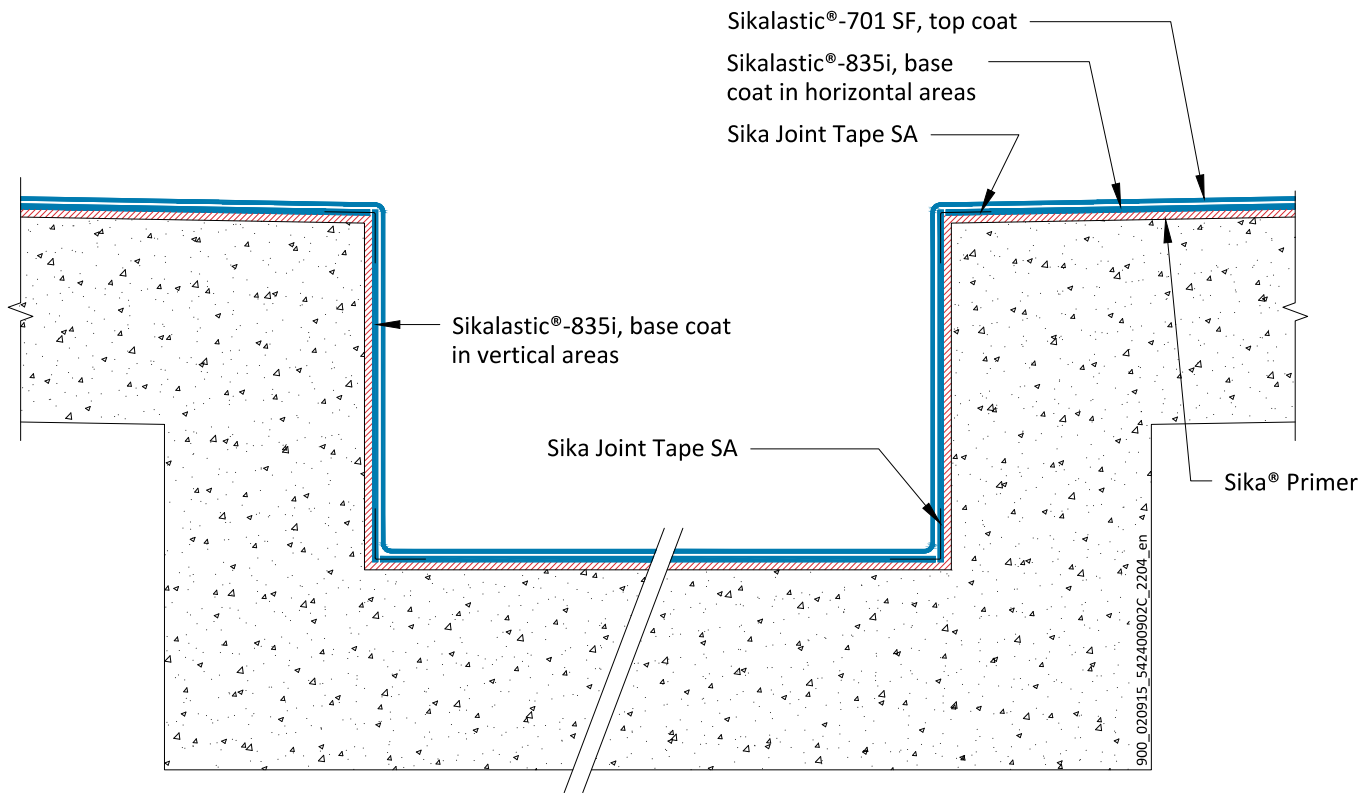 Sikalastic®-701 SF, top coat
Sikalastic®-835i, base
coat in horizontal areas
Sika Joint Tape SA
Sikalastic®-835i, base coat
in vertical areas
Sika Joint Tape SA
Sika® Primer
900_020915_542400902C_2204_en